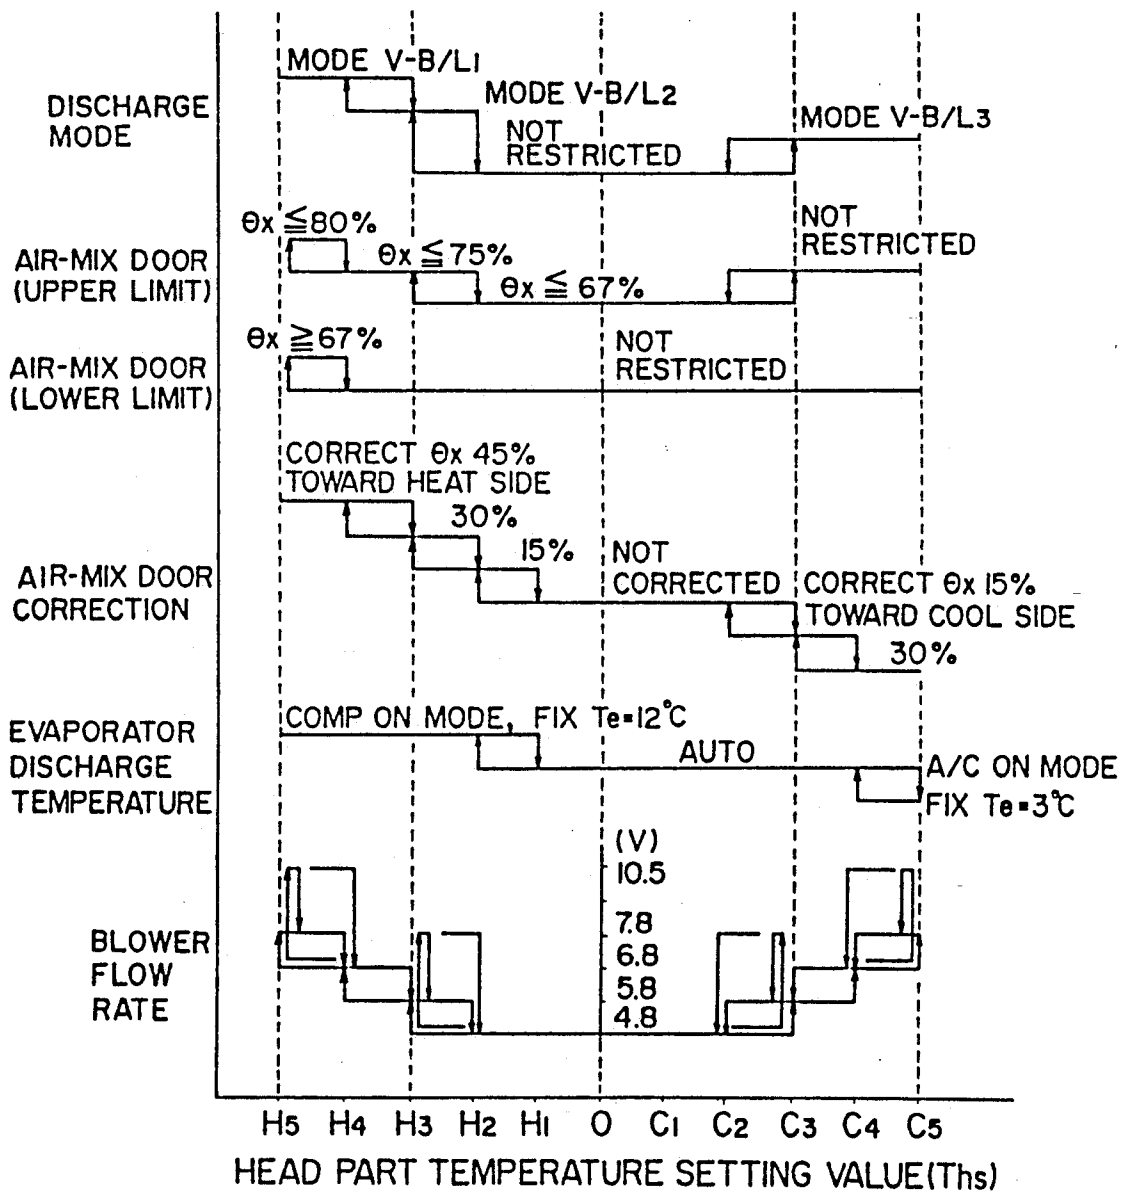 MODE V-B/L1
DISCHARGE
MODE
MODE V-B/L2
NOT
RESTRICTED
MODE V-B/L3
θx ≦80%
AIR-MIX DOOR
(UPPER LIMIT)
θx ≦ 75%
θx ≦ 67%
NOT
RESTRICTED
θx ≧67%
AIR-MIX DOOR
(LOWER LIMIT)
NOT
RESTRICTED
CORRECT θx 45%
TOWARD HEAT SIDE
30%
15%
AIR-MIX DOOR
CORRECTION
NOT
CORRECTED
CORRECT θx 15%
TOWARD COOL SIDE
30%
EVAPORATOR
DISCHARGE
TEMPERATURE
COMP ON MODE, FIX Te=12°C
AUTO
A/C ON MODE
FIX Te=3°C
BLOWER
FLOW
RATE
(V)
10.5
7.8
6.8
5.8
4.8
H5 H4 H3 H2 H1 O C1 C2 C3 C4 C5
HEAD PART TEMPERATURE SETTING VALUE(Ths)